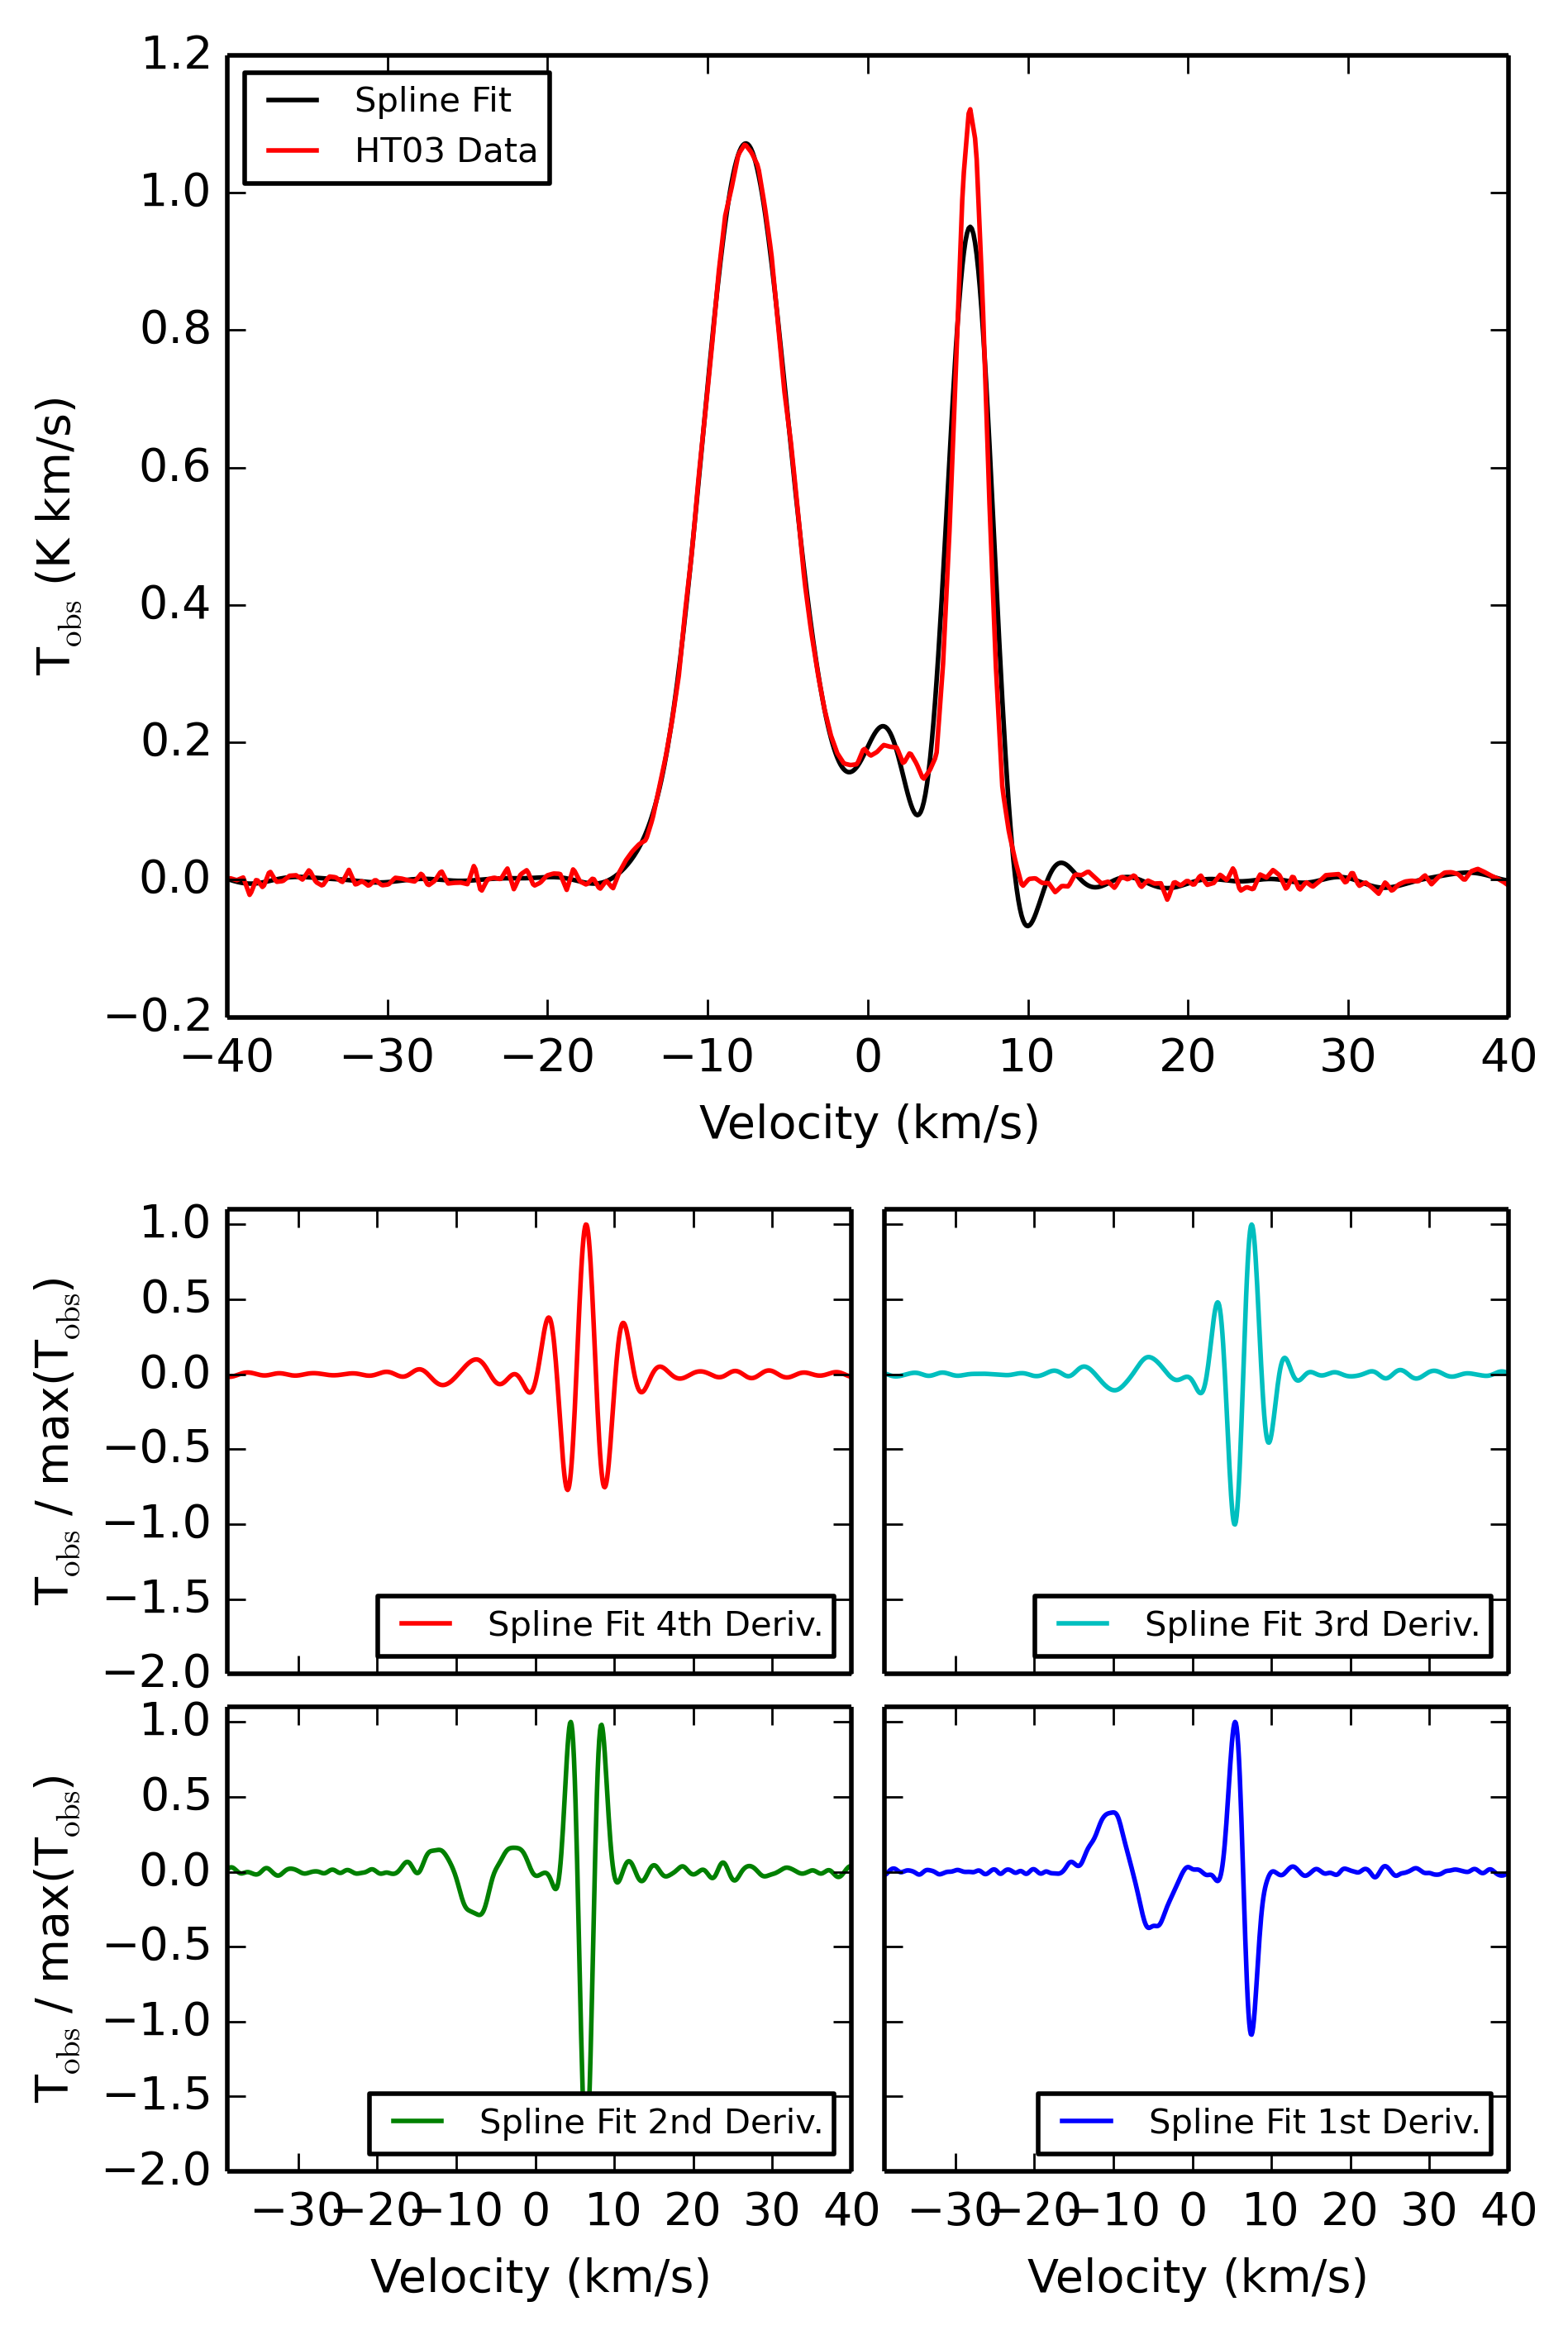 1.2
1.0
0.8
0.6
0.4
0.2
0.0
−0.2
T_obs (K km/s)
Spline Fit
HT03 Data
−40 −30 −20 −10 0 10 20 30 40
Velocity (km/s)
1.0
0.5
0.0
−0.5
−1.0
−1.5
−2.0
T_obs / max(T_obs)
Spline Fit 4th Deriv.
Spline Fit 3rd Deriv.
1.0
0.5
0.0
−0.5
−1.0
−1.5
−2.0
T_obs / max(T_obs)
Spline Fit 2nd Deriv.
Spline Fit 1st Deriv.
−30 −20 −10 0 10 20 30 40
−30 −20 −10 0 10 20 30 40
Velocity (km/s)
Velocity (km/s)